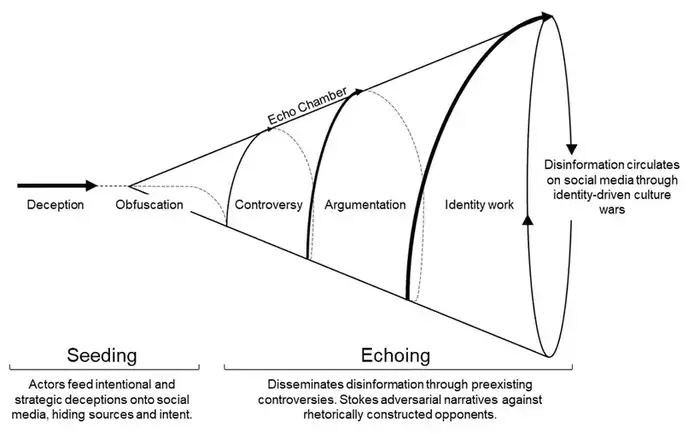 Echo Chamber
Deception
Obfuscation
Controversy
Argumentation
Identity work
Disinformation circulates
on social media through
identity-driven culture
wars
Seeding
Actors feed intentional and
strategic deceptions onto social
media, hiding sources and intent.
Echoing
Disseminates disinformation through preexisting
controversies. Stokes adversarial narratives against
rhetorically constructed opponents.